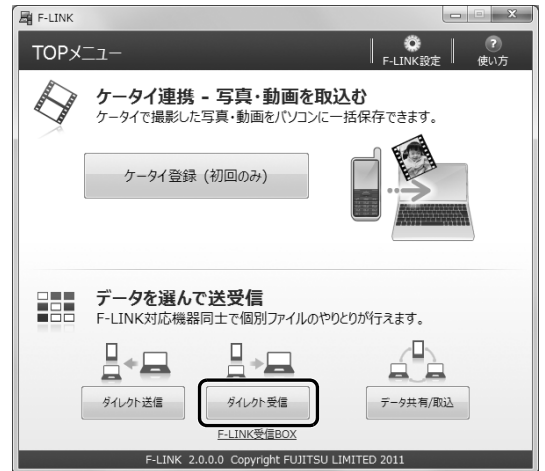 F-LINK
TOPメニュー
F-LINK設定
?
使い方
ケータイ連携 - 写真・動画を取込む
ケータイで撮影した写真・動画をパソコンに一括保存できます。
ケータイ登録 (初回のみ)
データを選んで送受信
F-LINK対応機器同士で個別ファイルのやりとりが行えます。
ダイレクト送信
ダイレクト受信
データ共有/取込
F-LINK受信BOX
F-LINK 2.0.0.0 Copyright FUJITSU LIMITED 2011